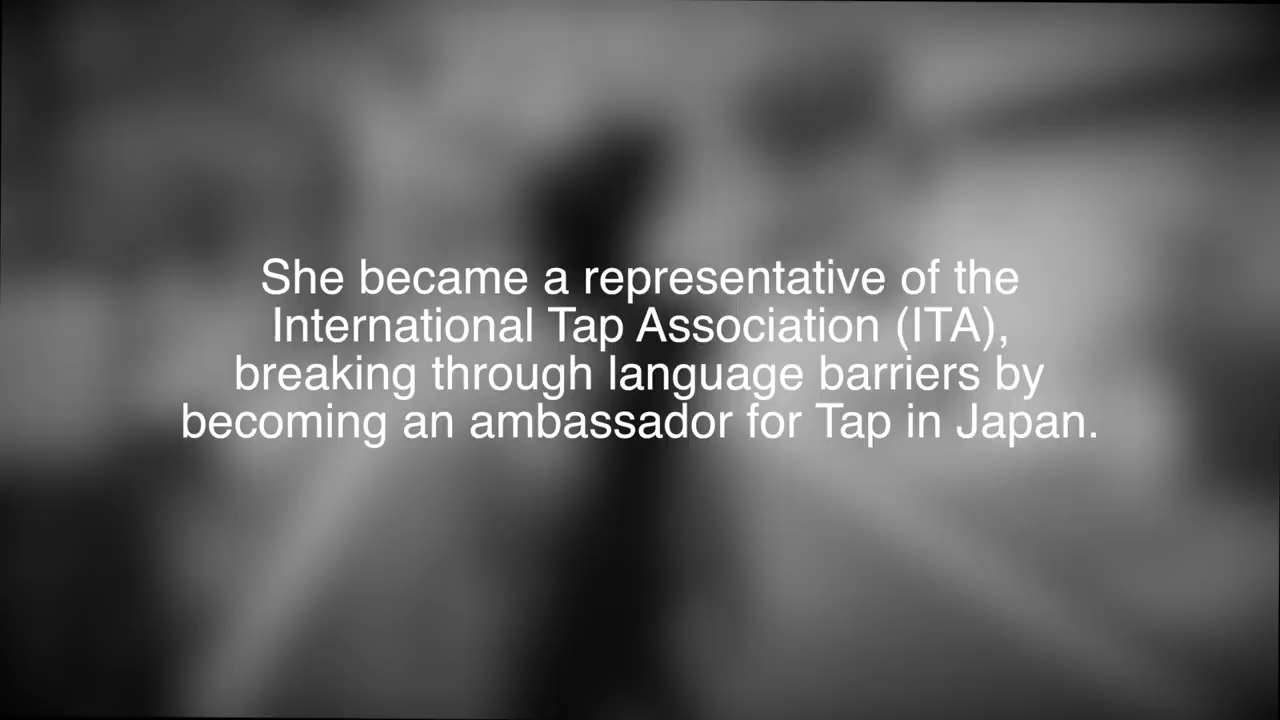 She became a representative of the
International Tap Association (ITA),
breaking through language barriers by
becoming an ambassador for Tap in Japan.